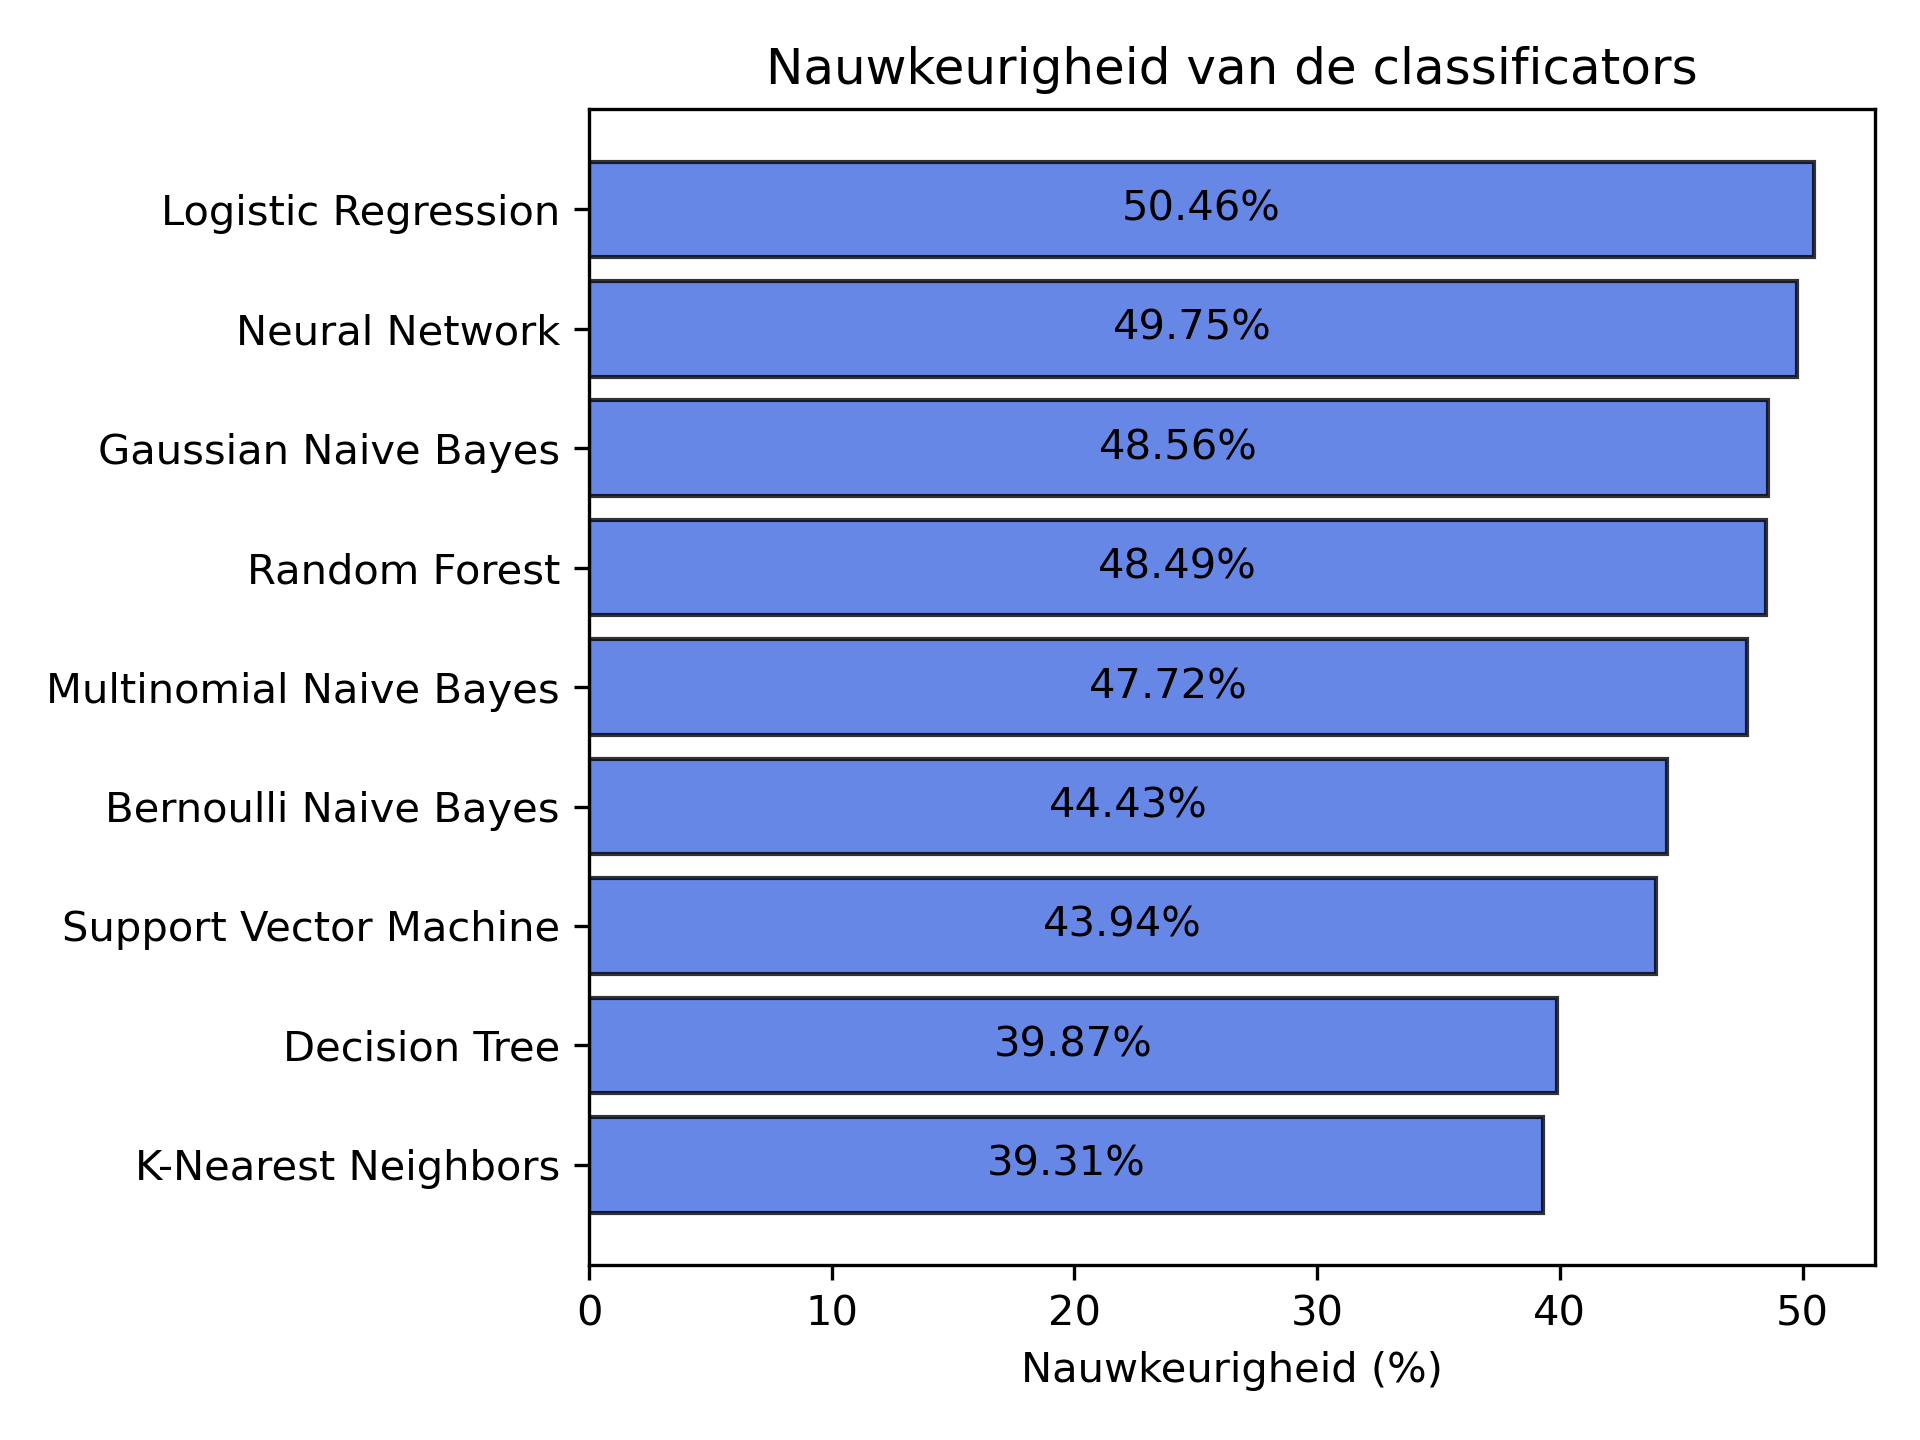 Nauwkeurigheid van de classificators
Logistic Regression 50.46%
Neural Network 49.75%
Gaussian Naive Bayes 48.56%
Random Forest 48.49%
Multinomial Naive Bayes 47.72%
Bernoulli Naive Bayes 44.43%
Support Vector Machine 43.94%
Decision Tree 39.87%
K-Nearest Neighbors 39.31%
0 10 20 30 40 50
Nauwkeurigheid (%)